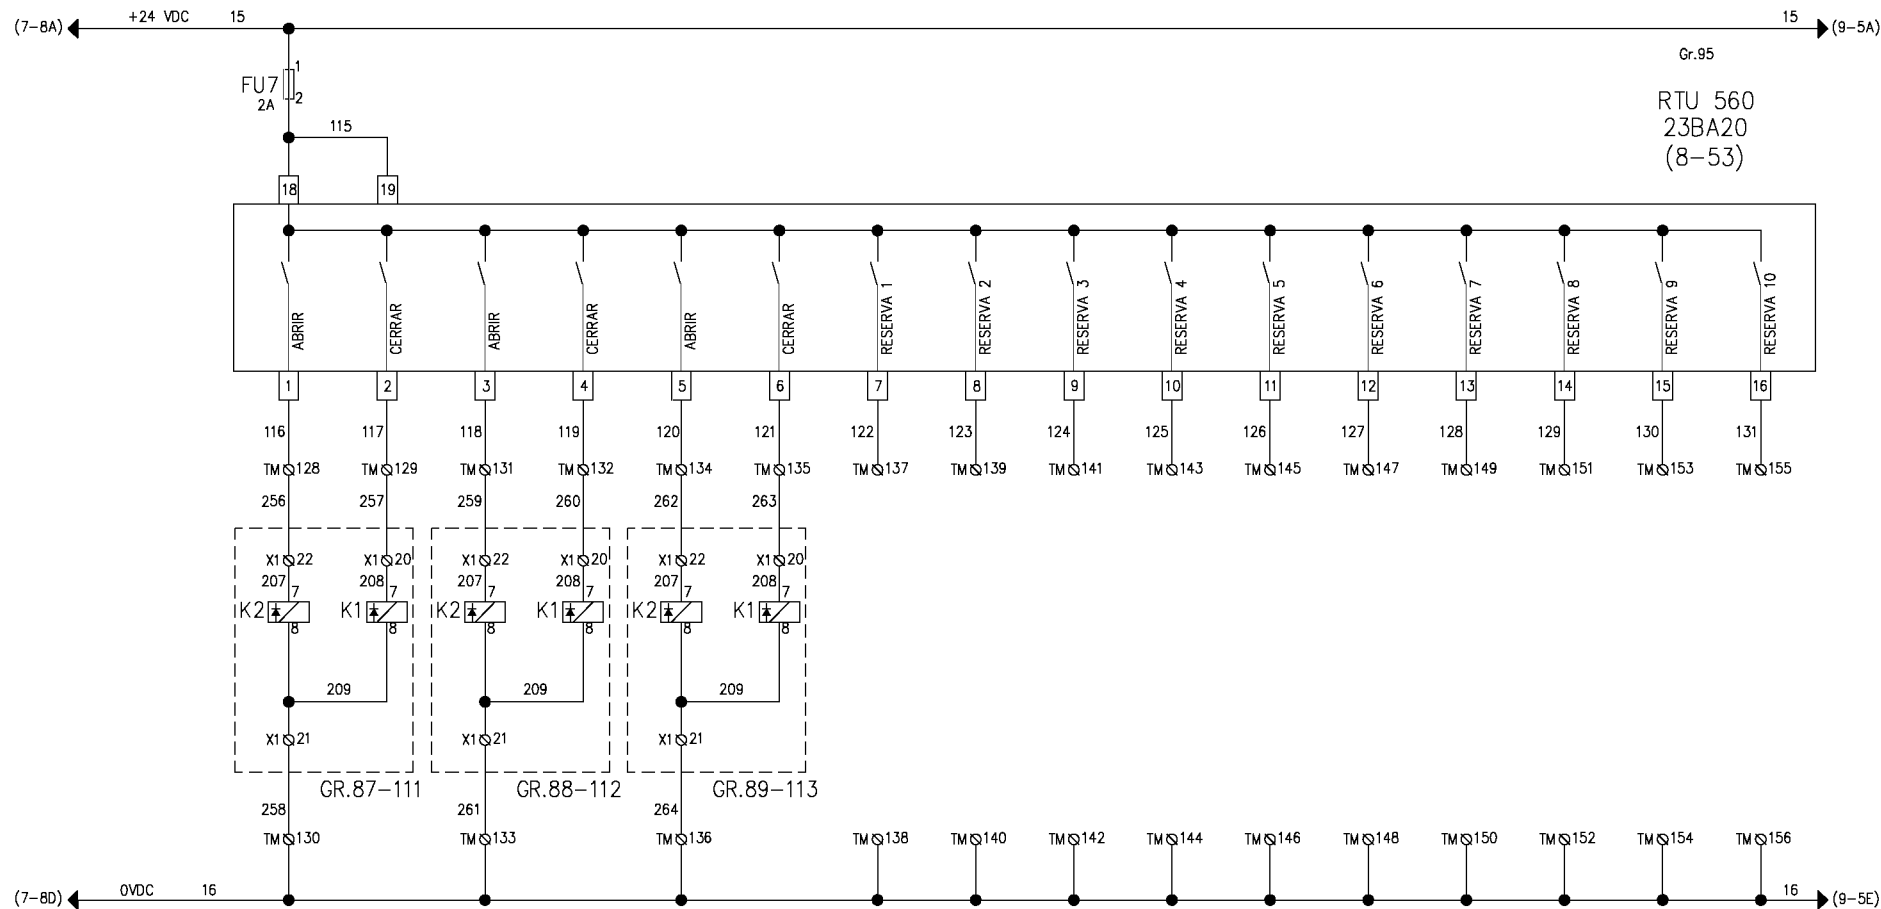 +24 VDC 15 15
(7-8A) (9-5A)
Gr.95
FU7 1
2A 2
RTU 560
23BA20
(8-53)
115
18 19
ABRIR CERRAR ABRIR CERRAR ABRIR CERRAR RESERVA 1 RESERVA 2 RESERVA 3 RESERVA 4 RESERVA 5 RESERVA 6 RESERVA 7 RESERVA 8 RESERVA 9 RESERVA 10
1 2 3 4 5 6 7 8 9 10 11 12 13 14 15 16
116 117 118 119 120 121 122 123 124 125 126 127 128 129 130 131
TM 128 TM 129 TM 131 TM 132 TM 134 TM 135 TM 137 TM 139 TM 141 TM 143 TM 145 TM 147 TM 149 TM 151 TM 153 TM 155
256 257 259 260 262 263
X1 22 X1 20 X1 22 X1 20 X1 22 X1 20
207 208 207 208 207 208
7 7 7 7 7 7
K2 K1 K2 K1 K2 K1
8 8 8 8 8 8
209 209 209
X1 21 X1 21 X1 21
GR.87-111 GR.88-112 GR.89-113
258 261 264
TM 130 TM 133 TM 136 TM 138 TM 140 TM 142 TM 144 TM 146 TM 148 TM 150 TM 152 TM 154 TM 156
0VDC 16 16
(7-8D) (9-5E)